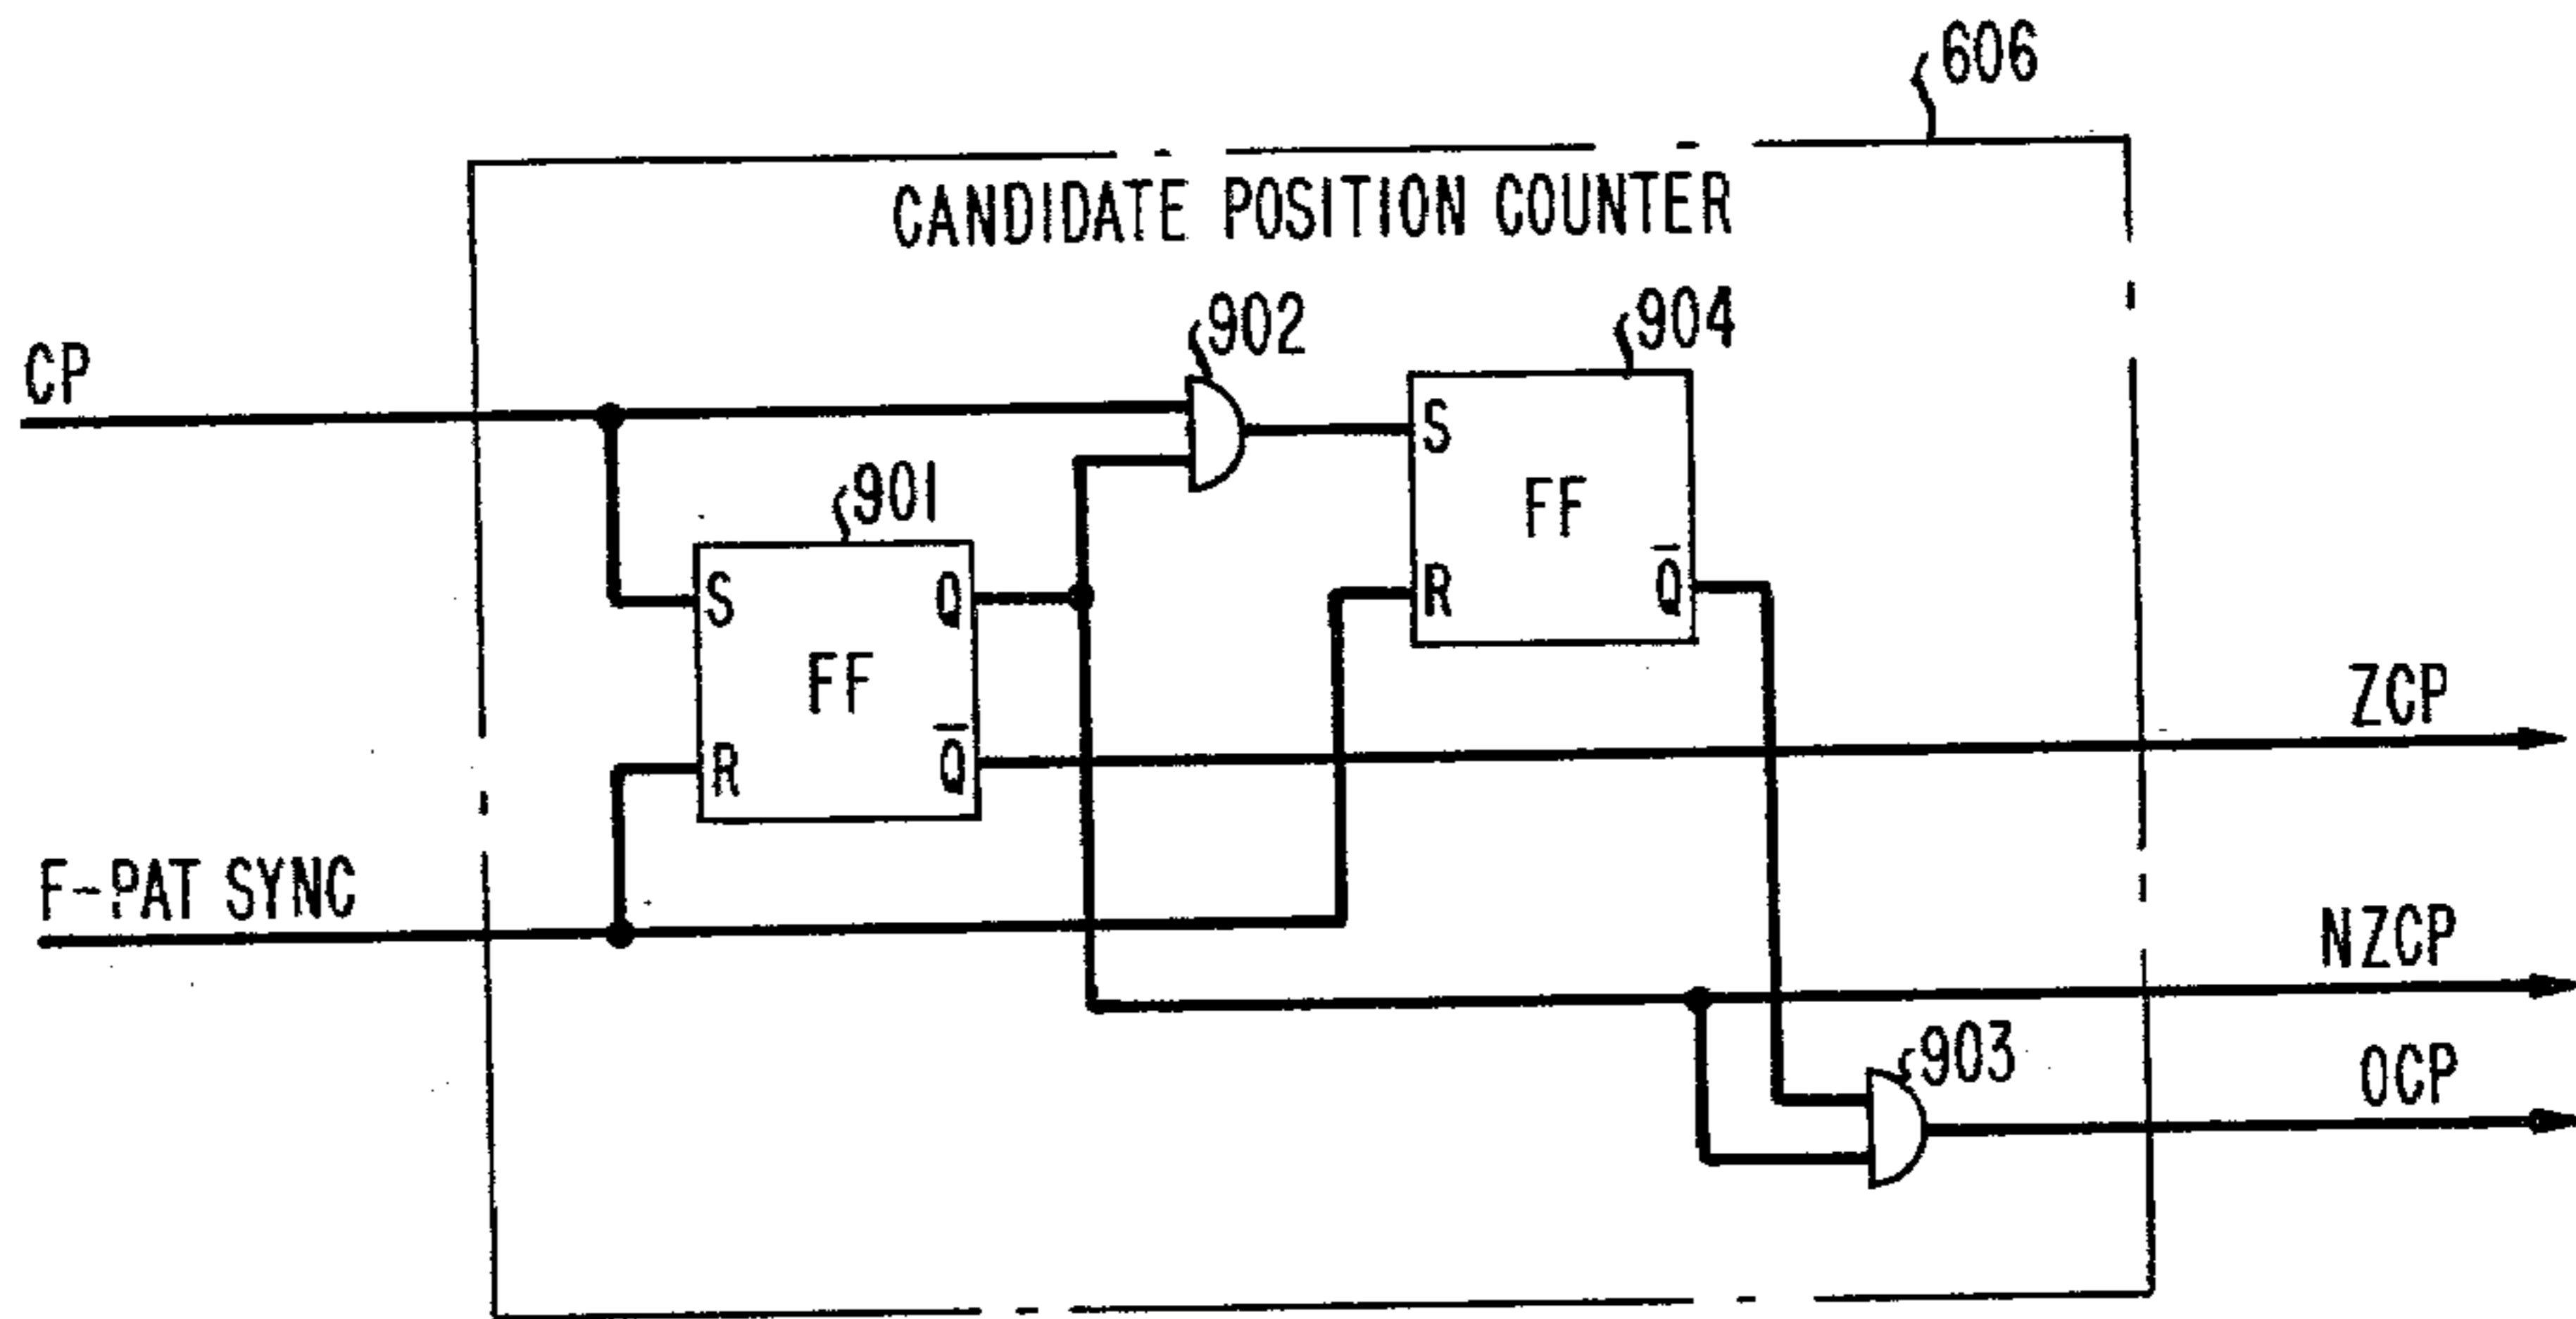 606
CANDIDATE POSITION COUNTER
902
904
CP
S
901
FF
S
Q
R
Q̅
FF
ZCP
R
Q̅
F-PAT SYNC
NZCP
903
OCP